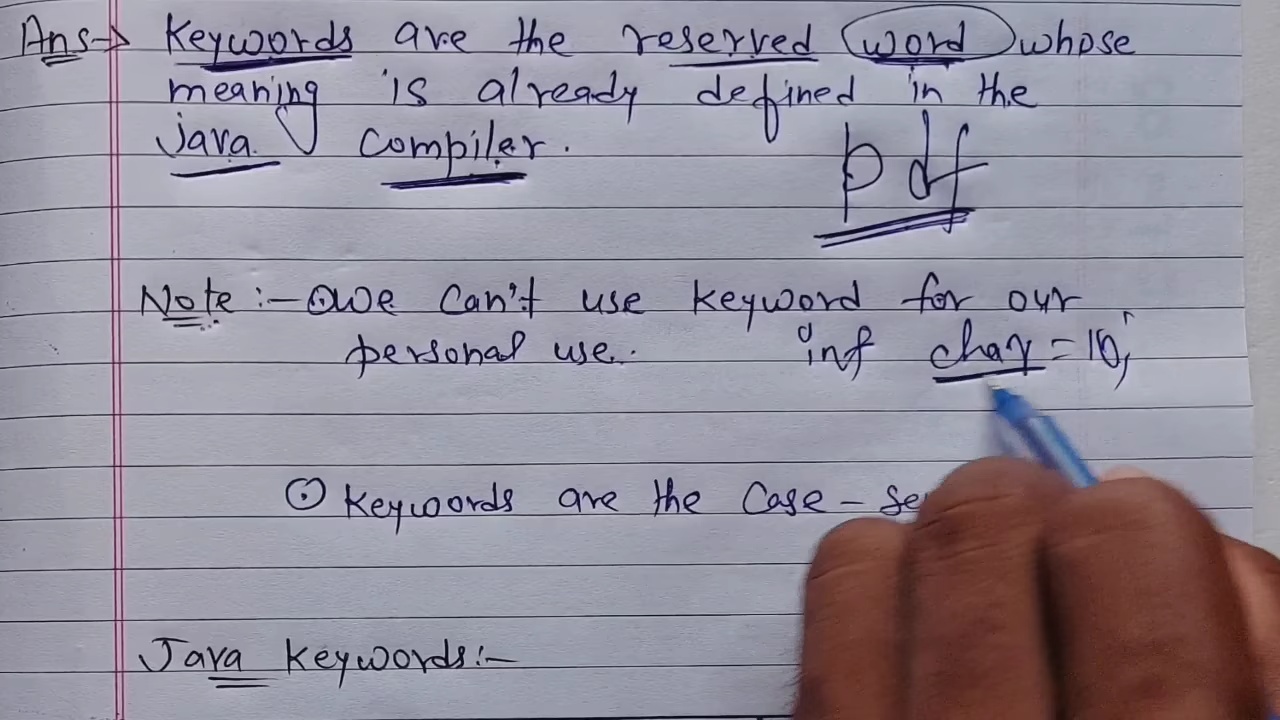 Ans→ Keywords are the reserved word whose
meaning is already defined in the
java compiler.
pdf
Note :- ⊙ we can't use keyword for our
personal use.
int char = 10;
⊙ Keywords are the case - se
Java Keywords:-